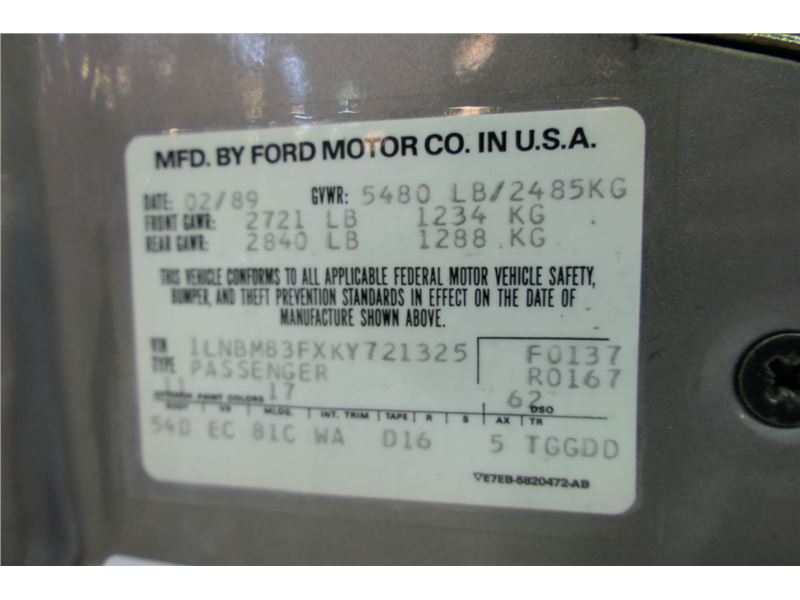 MFD. BY FORD MOTOR CO. IN U.S.A.
DATE: 02/89 GVWR: 5480 LB/2485KG
FRONT GAWR: 2721 LB 1234 KG
REAR GAWR: 2840 LB 1288 KG
THIS VEHICLE CONFORMS TO ALL APPLICABLE FEDERAL MOTOR VEHICLE SAFETY,
BUMPER, AND THEFT PREVENTION STANDARDS IN EFFECT ON THE DATE OF
MANUFACTURE SHOWN ABOVE.
VIN 1LNBM83FXKY721325 F0137
TYPE PASSENGER R0167
11 17 62
EXTERIOR PAINT COLORS DSO
BODY VR MLDG. INT. TRIM TAPE R S AX TR
54D EC 81C WA D16 5 TGGDD
▽E7EB-5820472-AB